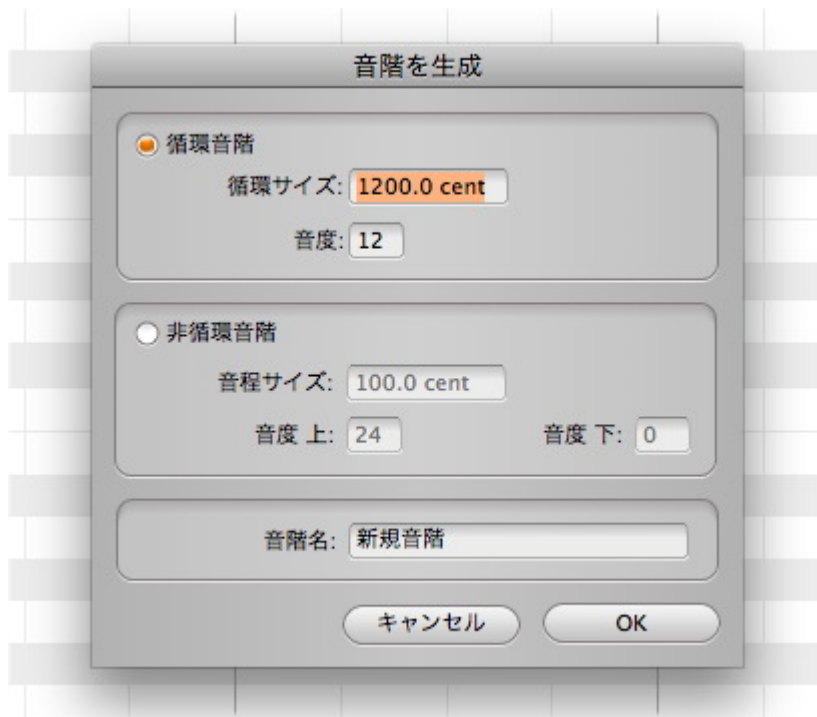 音階を生成
循環音階
循環サイズ: 1200.0 cent
音度: 12
非循環音階
音程サイズ: 100.0 cent
音度 上: 24 音度 下: 0
音階名: 新規音階
キャンセル OK